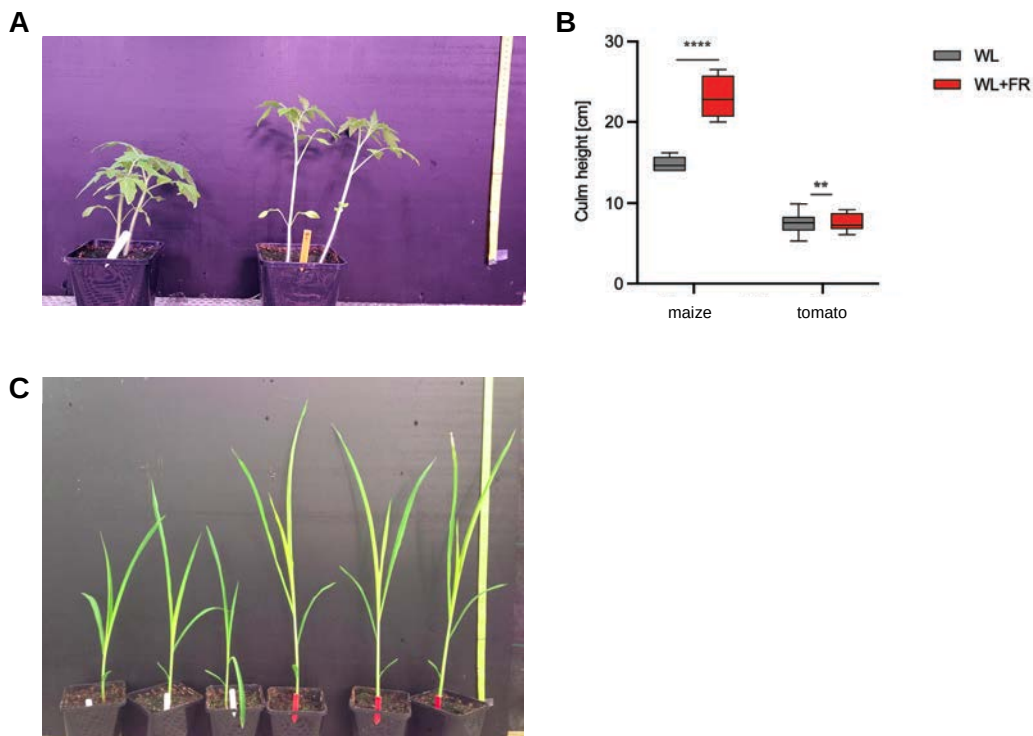 A
B
30
20
10
0
Culm height [cm]
****
**
maize
tomato
WL
WL+FR
C